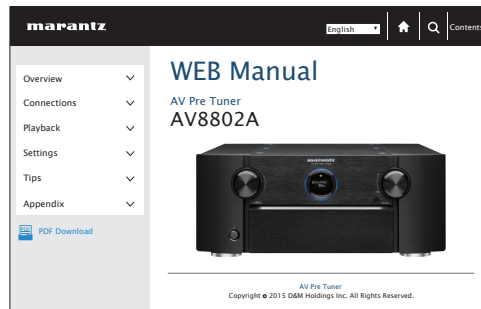 marantz
English
Contents
Overview
Connections
Playback
Settings
Tips
Appendix
PDF Download
WEB Manual
AV Pre Tuner
AV8802A
marantz
AV Pre Tuner
Copyright © 2015 D&M Holdings Inc. All Rights Reserved.